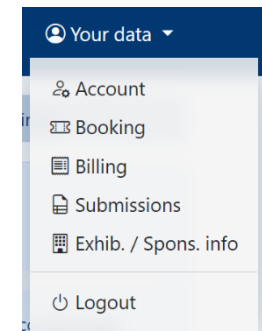 Your data
Account
Booking
Billing
Submissions
Exhib. / Spons. info
Logout